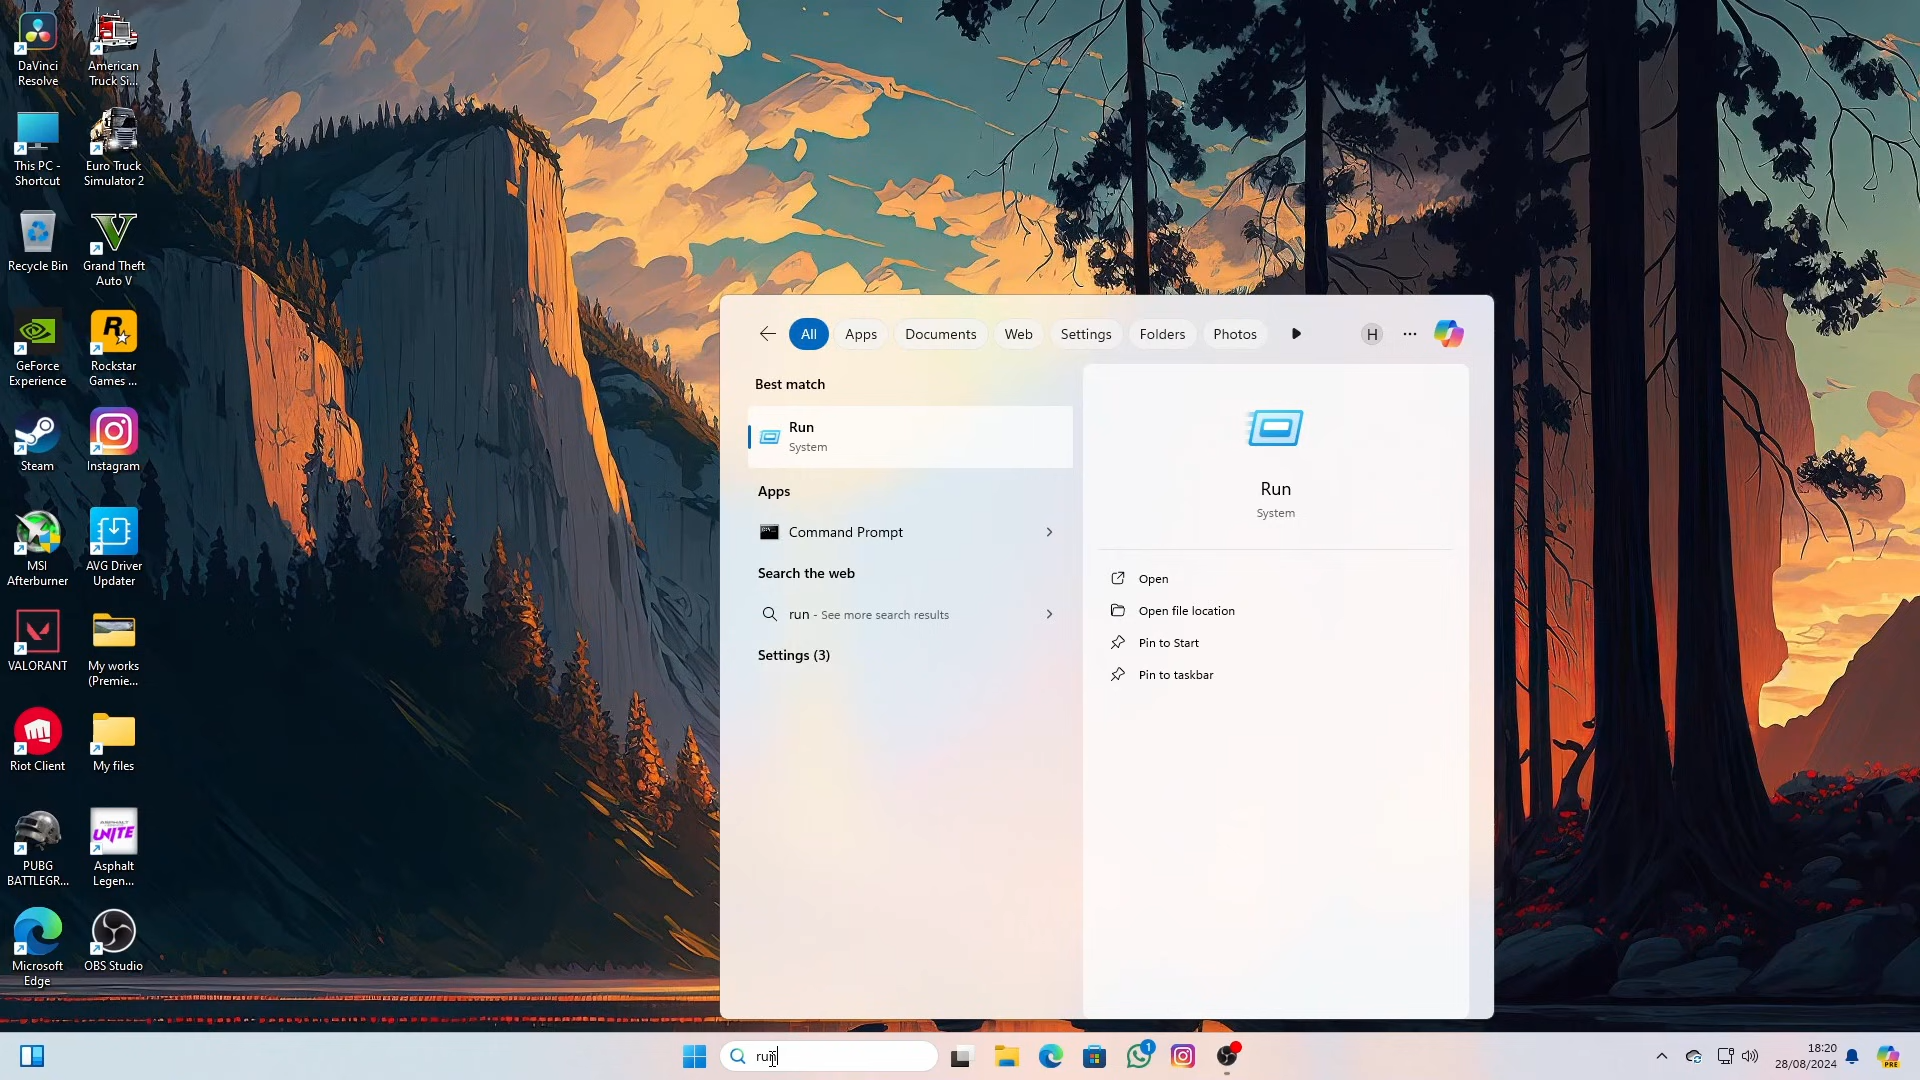 DaVinci
Resolve
American
Truck Si...
This PC -
Shortcut
Euro Truck
Simulator 2
Recycle Bin
Grand Theft
Auto V
GeForce
Experience
Rockstar
Games ...
Steam
Instagram
MSI
Afterburner
AVG Driver
Updater
VALORANT
My works
(Premie...
Riot Client
My files
PUBG
BATTLEGR...
ASPHALT
UNITE
Asphalt
Legen...
Microsoft
Edge
OBS Studio
All
Apps
Documents
Web
Settings
Folders
Photos
H
Best match
Run
System
Apps
Command Prompt
Search the web
run - See more search results
Settings (3)
Run
System
Open
Open file location
Pin to Start
Pin to taskbar
run
1
18:20
28/08/2024
PRE